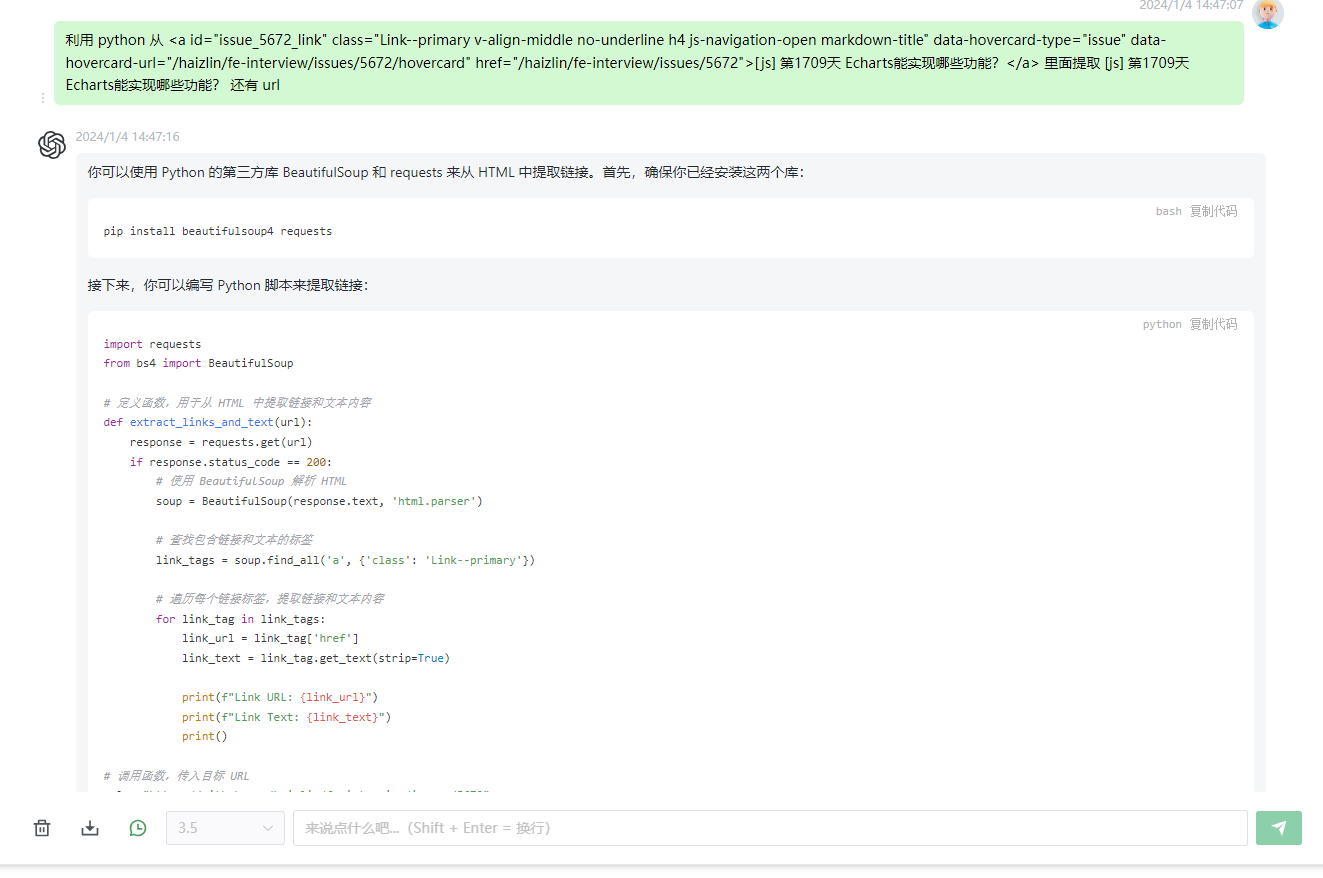 2024/1/4 14:47:07
利用 python 从 <a id="issue_5672_link" class="Link--primary v-align-middle no-underline h4 js-navigation-open markdown-title" data-hovercard-type="issue" data-
hovercard-url="/haizlin/fe-interview/issues/5672/hovercard" href="/haizlin/fe-interview/issues/5672">[js] 第1709天 Echarts能实现哪些功能？</a> 里面提取 [js] 第1709天
Echarts能实现哪些功能？ 还有 url
2024/1/4 14:47:16
你可以使用 Python 的第三方库 BeautifulSoup 和 requests 来从 HTML 中提取链接。首先，确保你已经安装这两个库：
bash 复制代码
pip install beautifulsoup4 requests
接下来，你可以编写 Python 脚本来提取链接：
python 复制代码
import requests
from bs4 import BeautifulSoup
# 定义函数，用于从 HTML 中提取链接和文本内容
def extract_links_and_text(url):
response = requests.get(url)
if response.status_code == 200:
# 使用 BeautifulSoup 解析 HTML
soup = BeautifulSoup(response.text, 'html.parser')
# 查找包含链接和文本的标签
link_tags = soup.find_all('a', {'class': 'Link--primary'})
# 遍历每个链接标签，提取链接和文本内容
for link_tag in link_tags:
link_url = link_tag['href']
link_text = link_tag.get_text(strip=True)
print(f"Link URL: {link_url}")
print(f"Link Text: {link_text}")
print()
# 调用函数，传入目标 URL
3.5
来说点什么吧...（Shift + Enter = 换行）